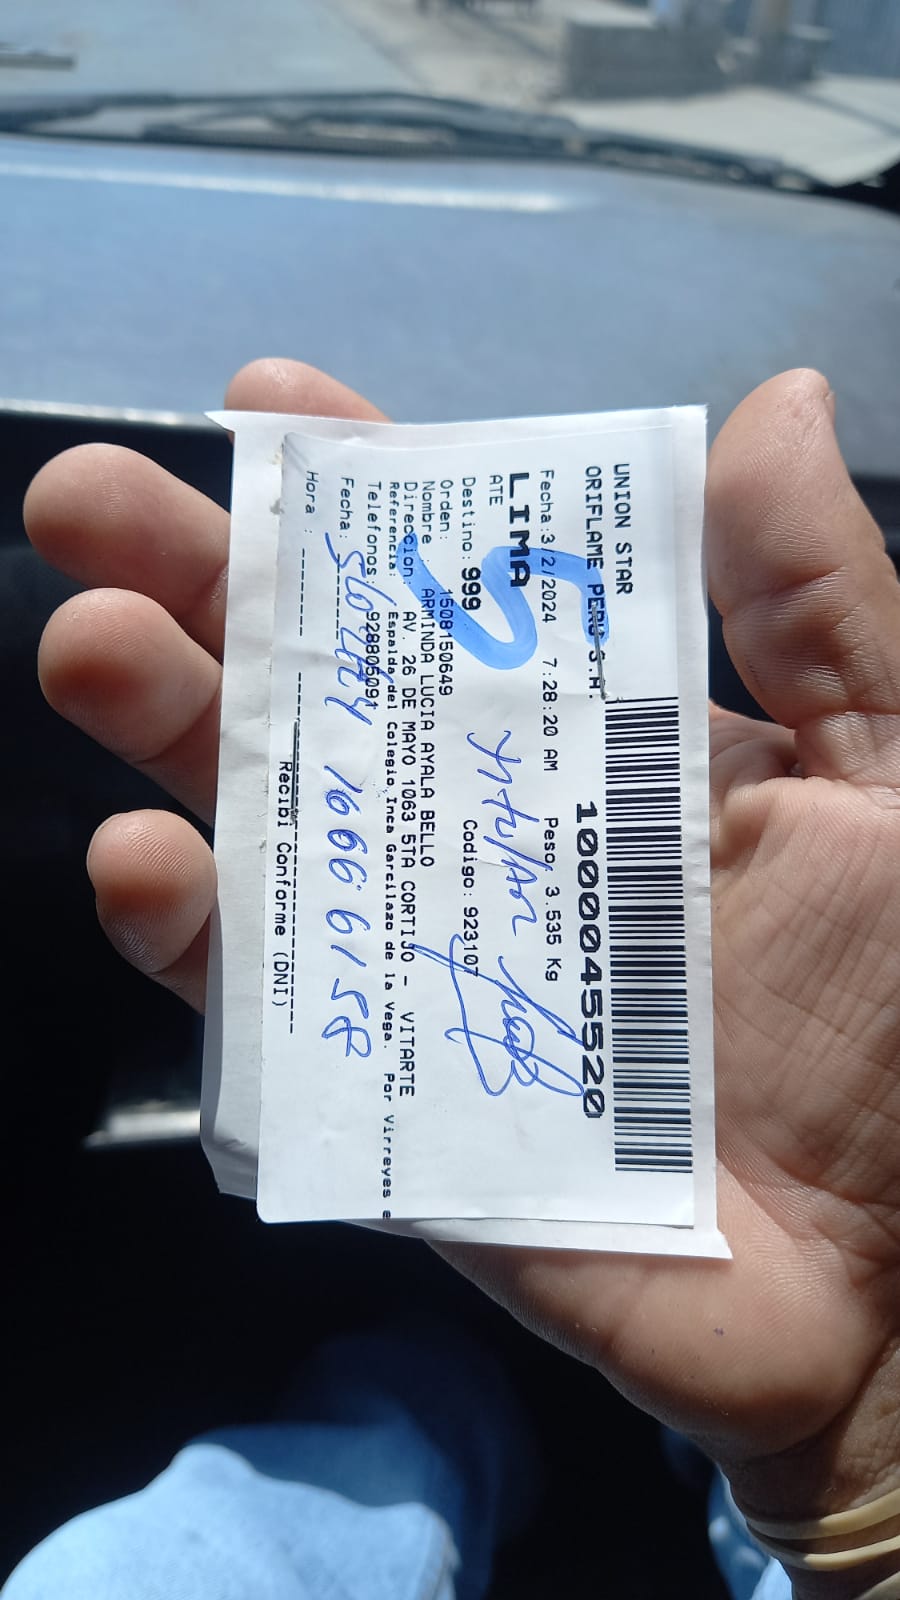 UNION STAR
ORIFLAME PERU S.A.
1000045520
Fecha:3/2/2024 7:28:20 AM Peso, 3.535 Kg
LIMA
ATE
Destino: 999 Codigo: 923107
Orden: 1508150649
Nombre : ARMINDA LUCIA AYALA BELLO
Direccion: AV. 26 DE MAYO 1063 5TA CORTIJO - VITARTE
Referencia: Espalda del Colegio Inca Garcilazo de la Vega. Por Virreyes
Telefonos: 928805091
Fecha: 16666158
Hora :
Recibi Conforme (DNI)
5